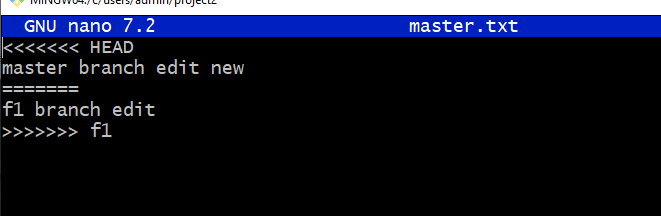 MINGW64:/c/users/admin/project2
GNU nano 7.2 master.txt
<<<<<<< HEAD
master branch edit new
=======
f1 branch edit
>>>>>>> f1